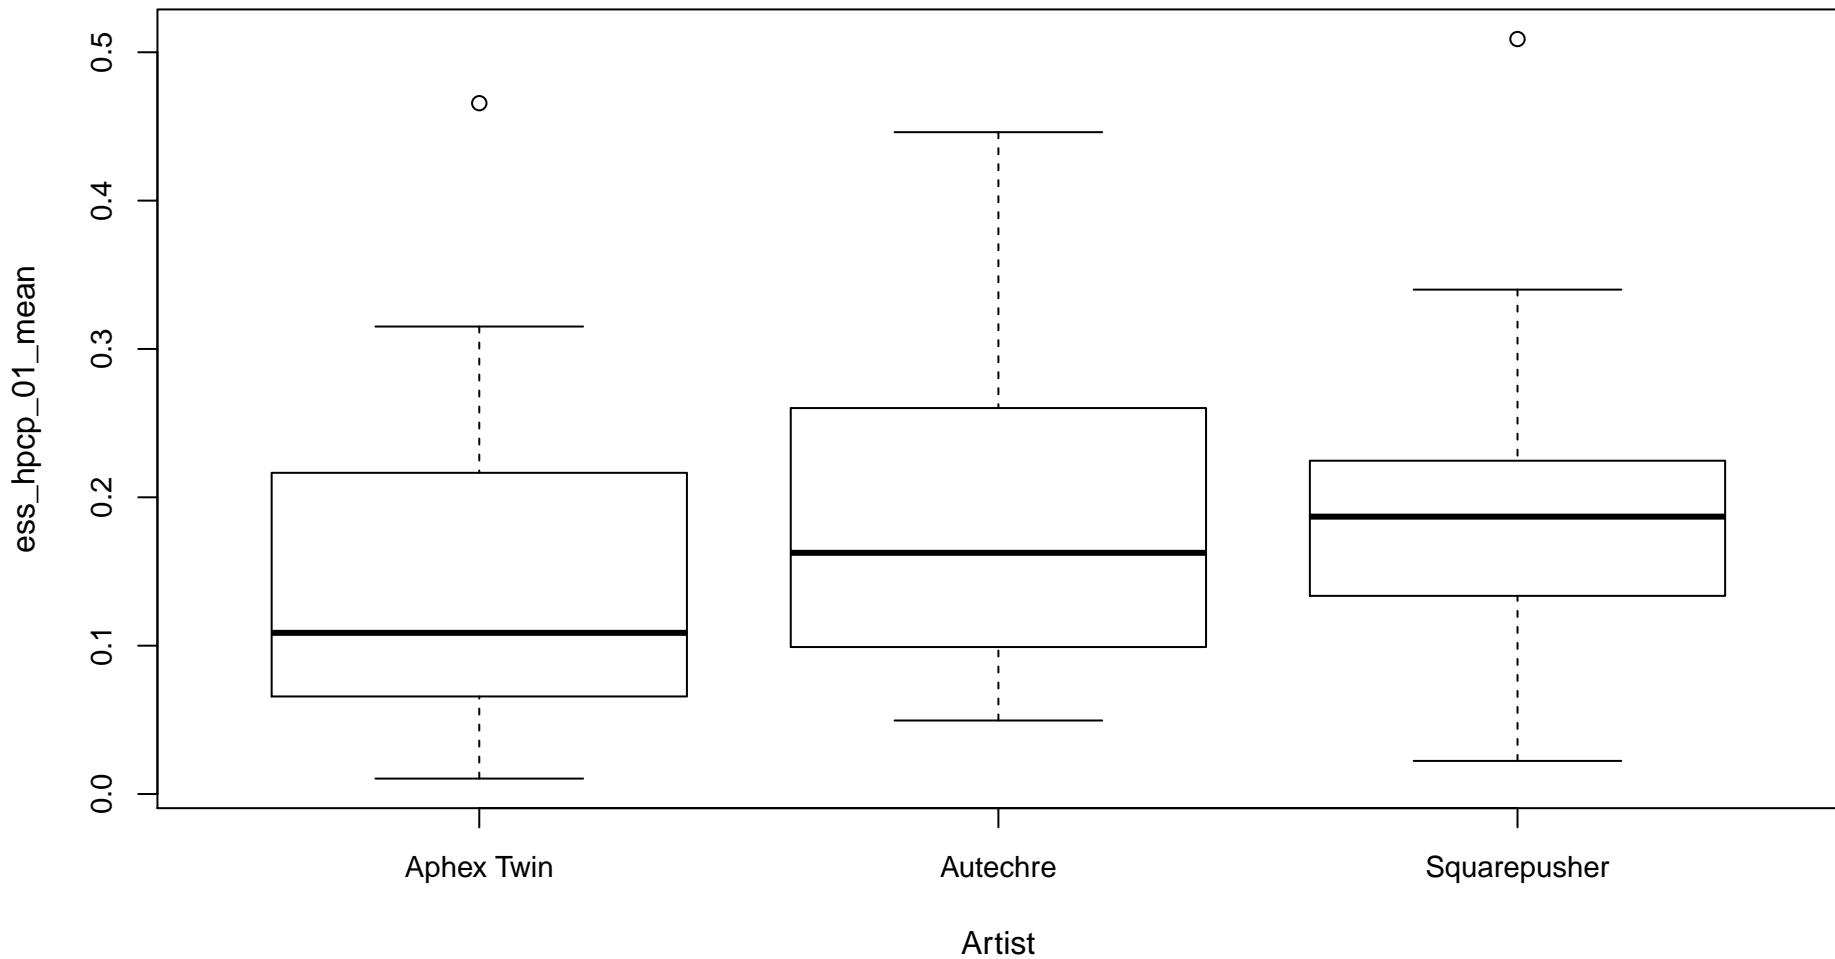 ess_hpcp_01_mean
0.5
0.4
0.3
0.2
0.1
0.0
Aphex Twin
Autechre
Squarepusher
Artist